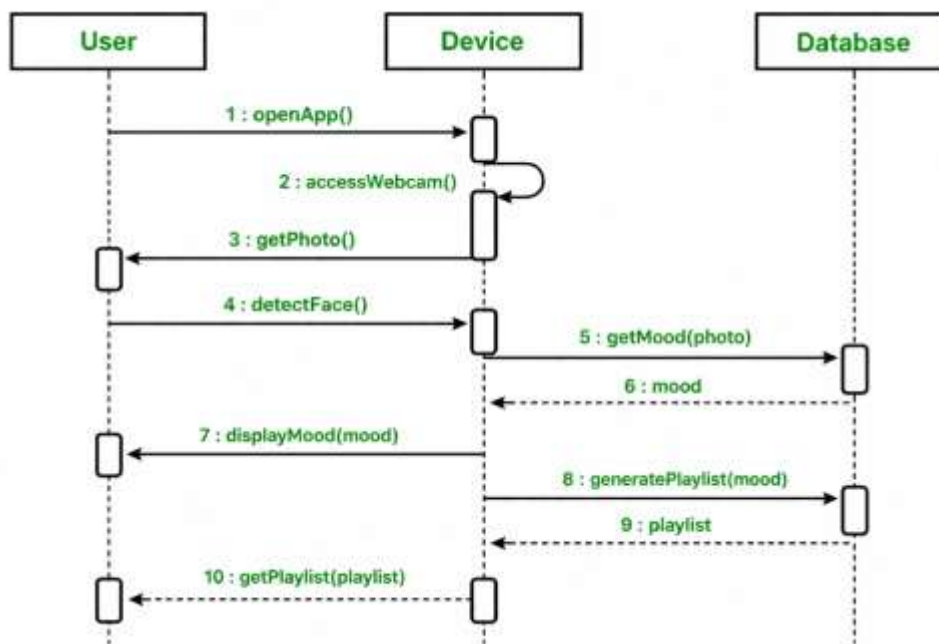 User
Device
Database
1 : openApp()
2 : accessWebcam()
3 : getPhoto()
4 : detectFace()
5 : getMood(photo)
6 : mood
7 : displayMood(mood)
8 : generatePlaylist(mood)
9 : playlist
10 : getPlaylist(playlist)